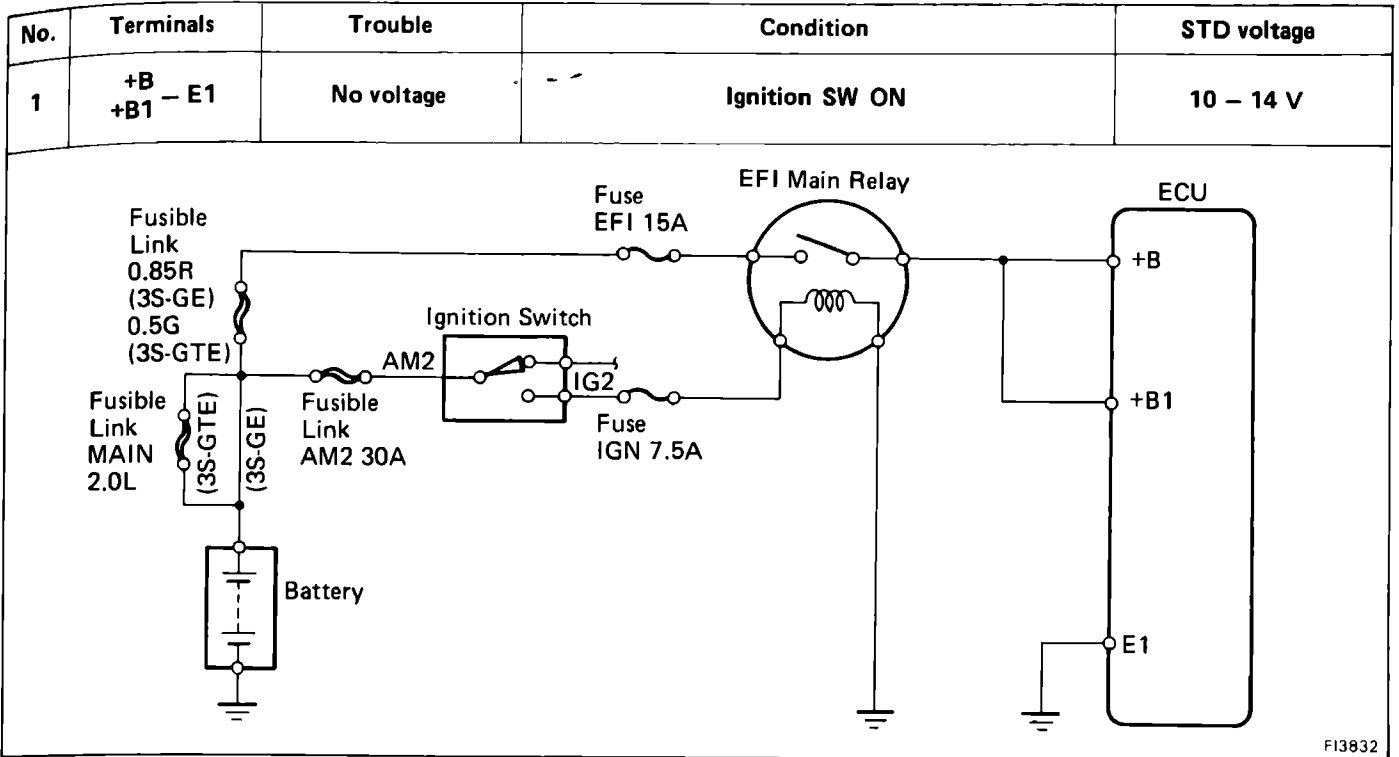 No. Terminals Trouble Condition STD voltage
1 +B +B1 – E1 No voltage Ignition SW ON 10 – 14 V
Fusible
Link
0.85R
(3S-GE)
0.5G
(3S-GTE)
Fuse
EFI 15A
EFI Main Relay
ECU
+B
Ignition Switch
AM2
IG2
+B1
Fusible
Link
MAIN
2.0L
(3S-GTE)
(3S-GE)
Fusible
Link
AM2 30A
Fuse
IGN 7.5A
Battery
E1
FI3832